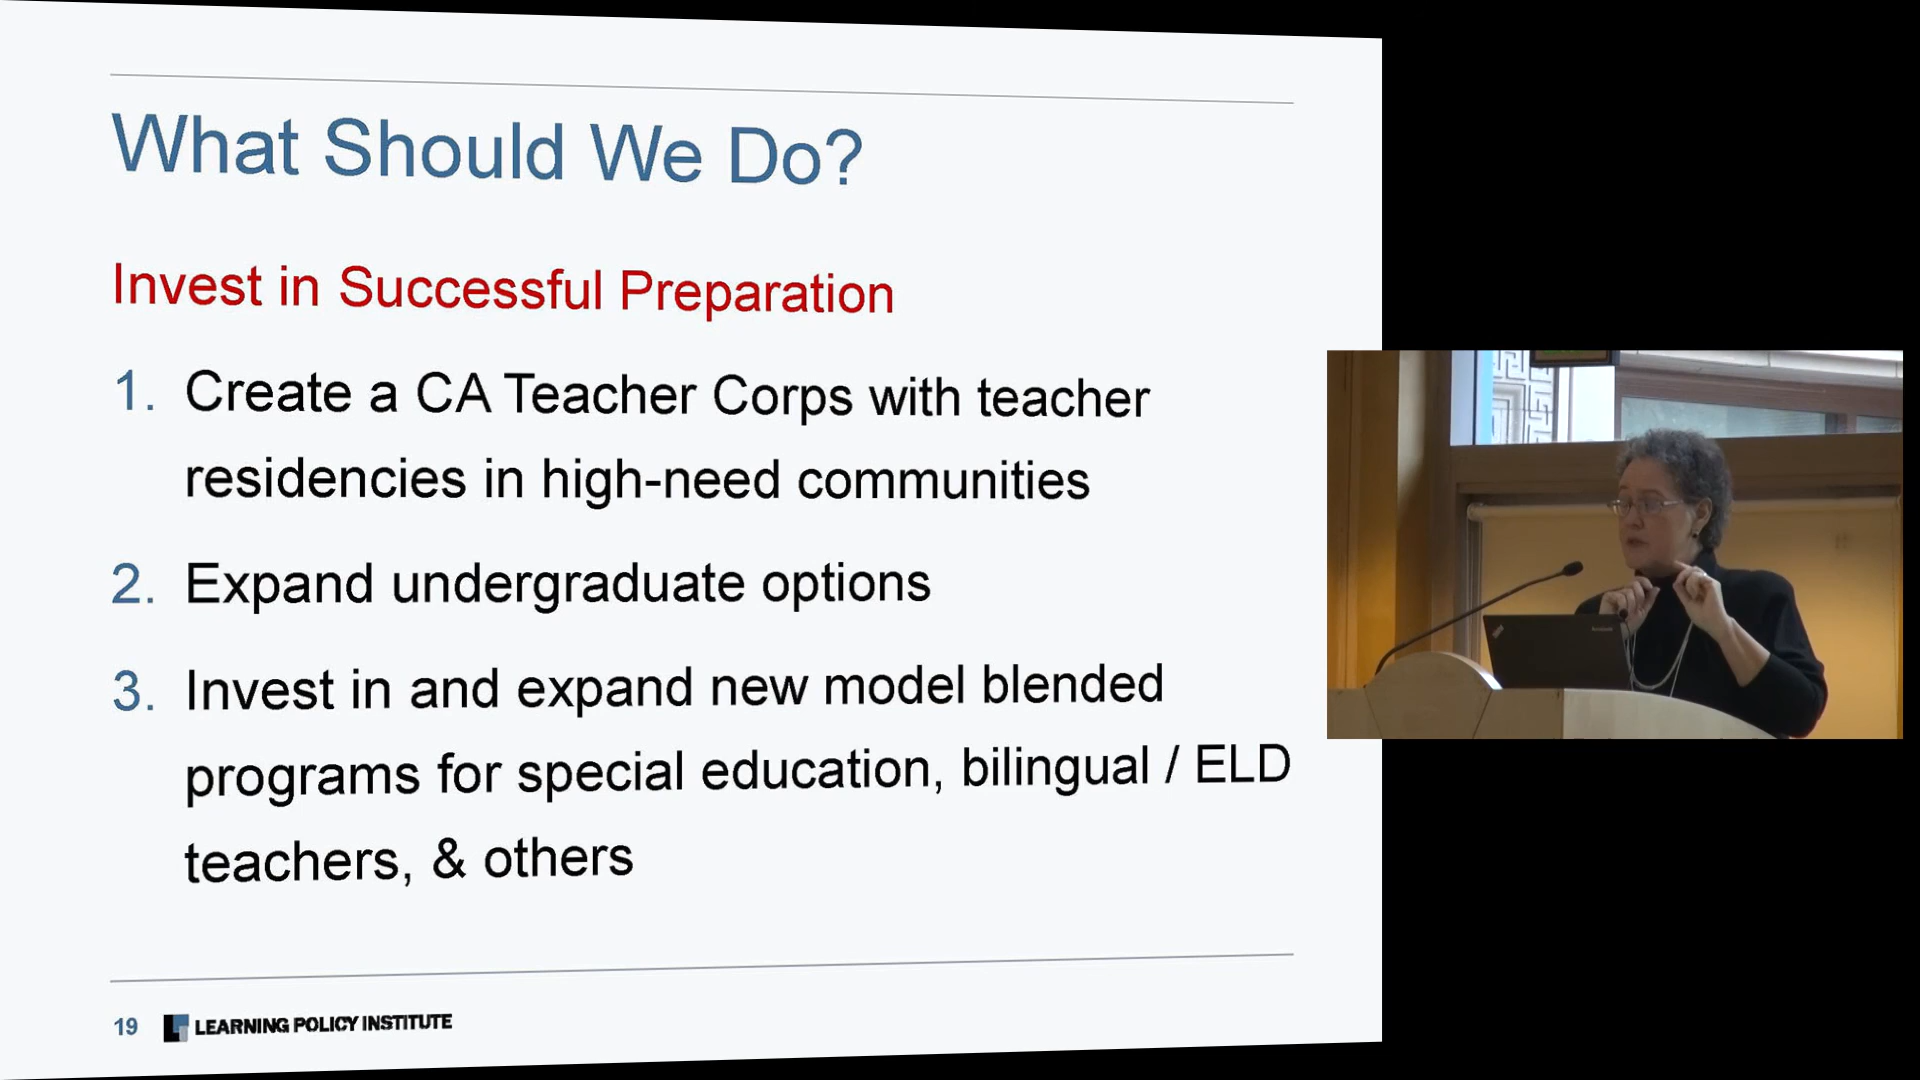 What Should We Do?
Invest in Successful Preparation
1. Create a CA Teacher Corps with teacher
residencies in high-need communities
2. Expand undergraduate options
3. Invest in and expand new model blended
programs for special education, bilingual / ELD
teachers, & others
19 LEARNING POLICY INSTITUTE